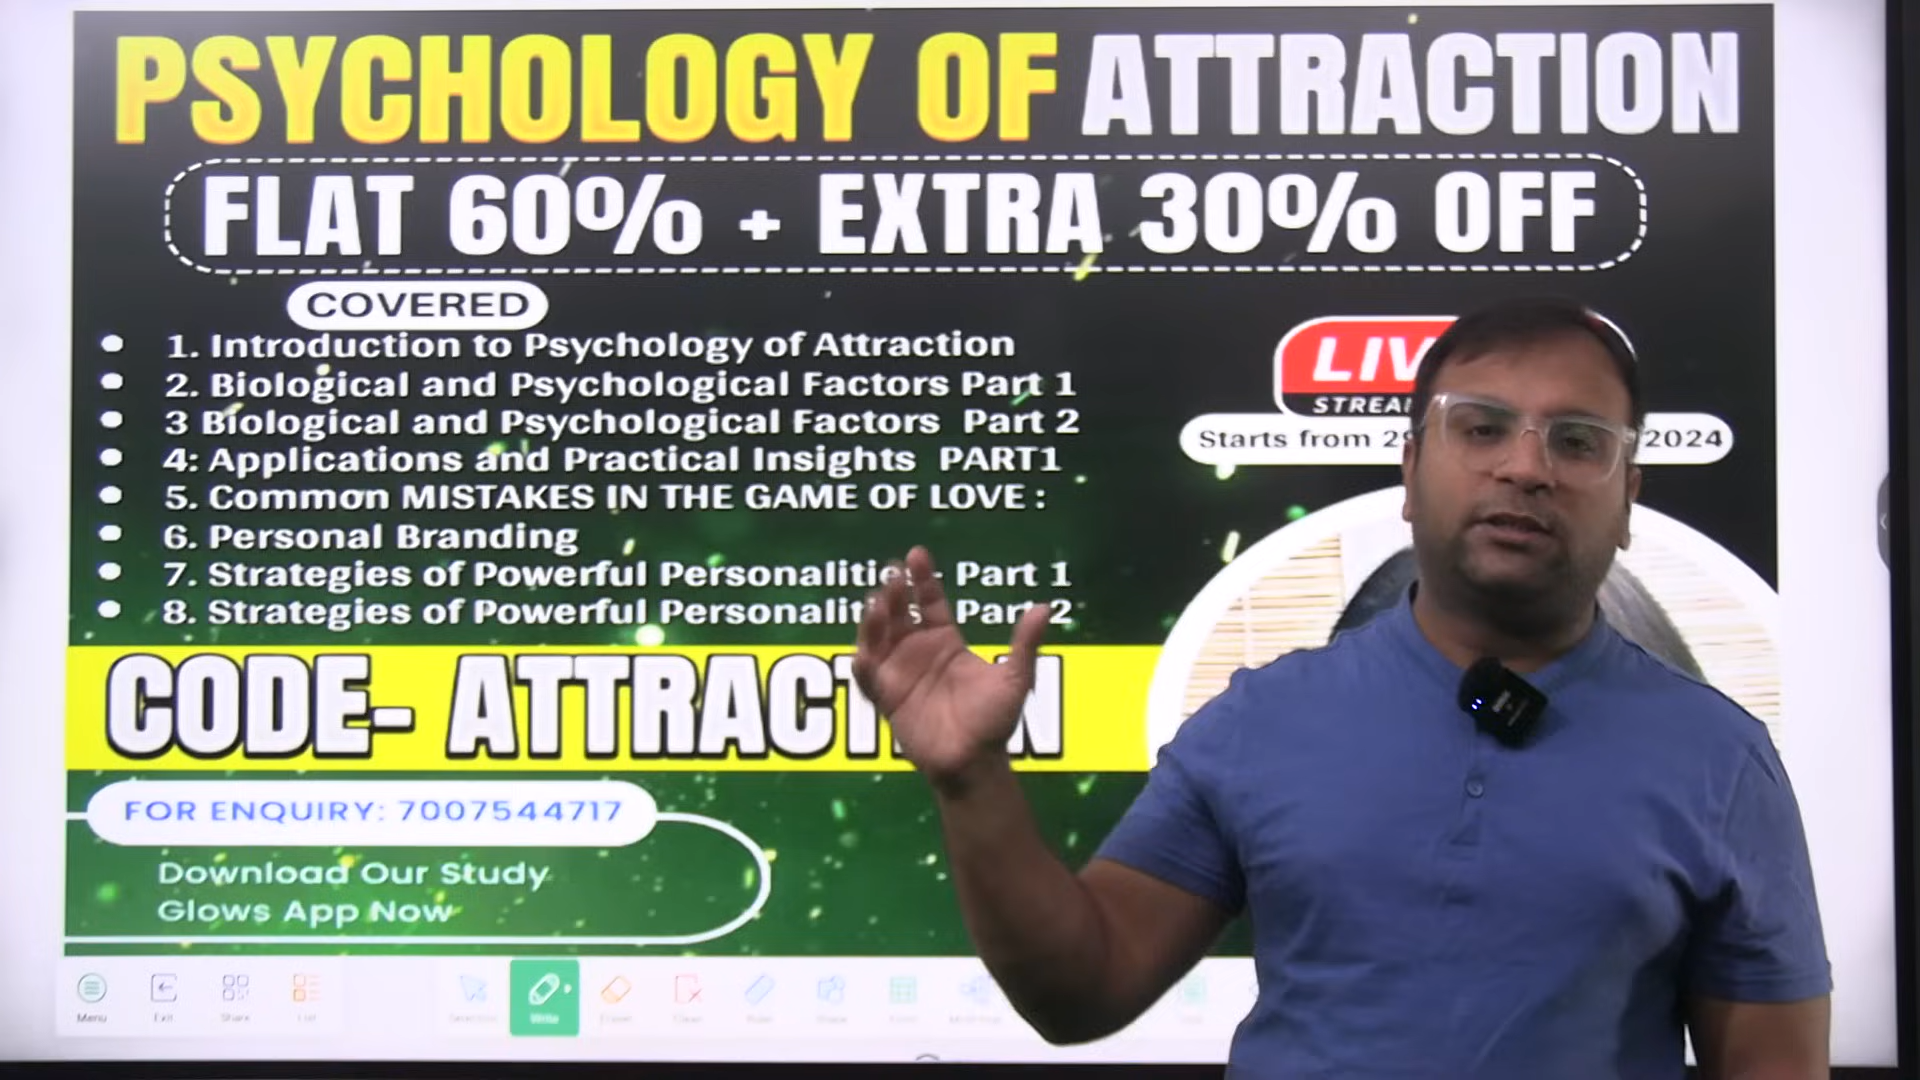 PSYCHOLOGY OF ATTRACTION
FLAT 60% + EXTRA 30% OFF
COVERED
1. Introduction to Psychology of Attraction
2. Biological and Psychological Factors Part 1
3 Biological and Psychological Factors Part 2
4: Applications and Practical Insights PART1
5. Common MISTAKES IN THE GAME OF LOVE :
6. Personal Branding
7. Strategies of Powerful Personalities- Part 1
8. Strategies of Powerful Personalities Part 2
LIV
STREA
Starts from 2 2024
CODE- ATTRACTION
FOR ENQUIRY: 7007544717
Download Our Study
Glows App Now
Menu Exit Share List Write Eraser